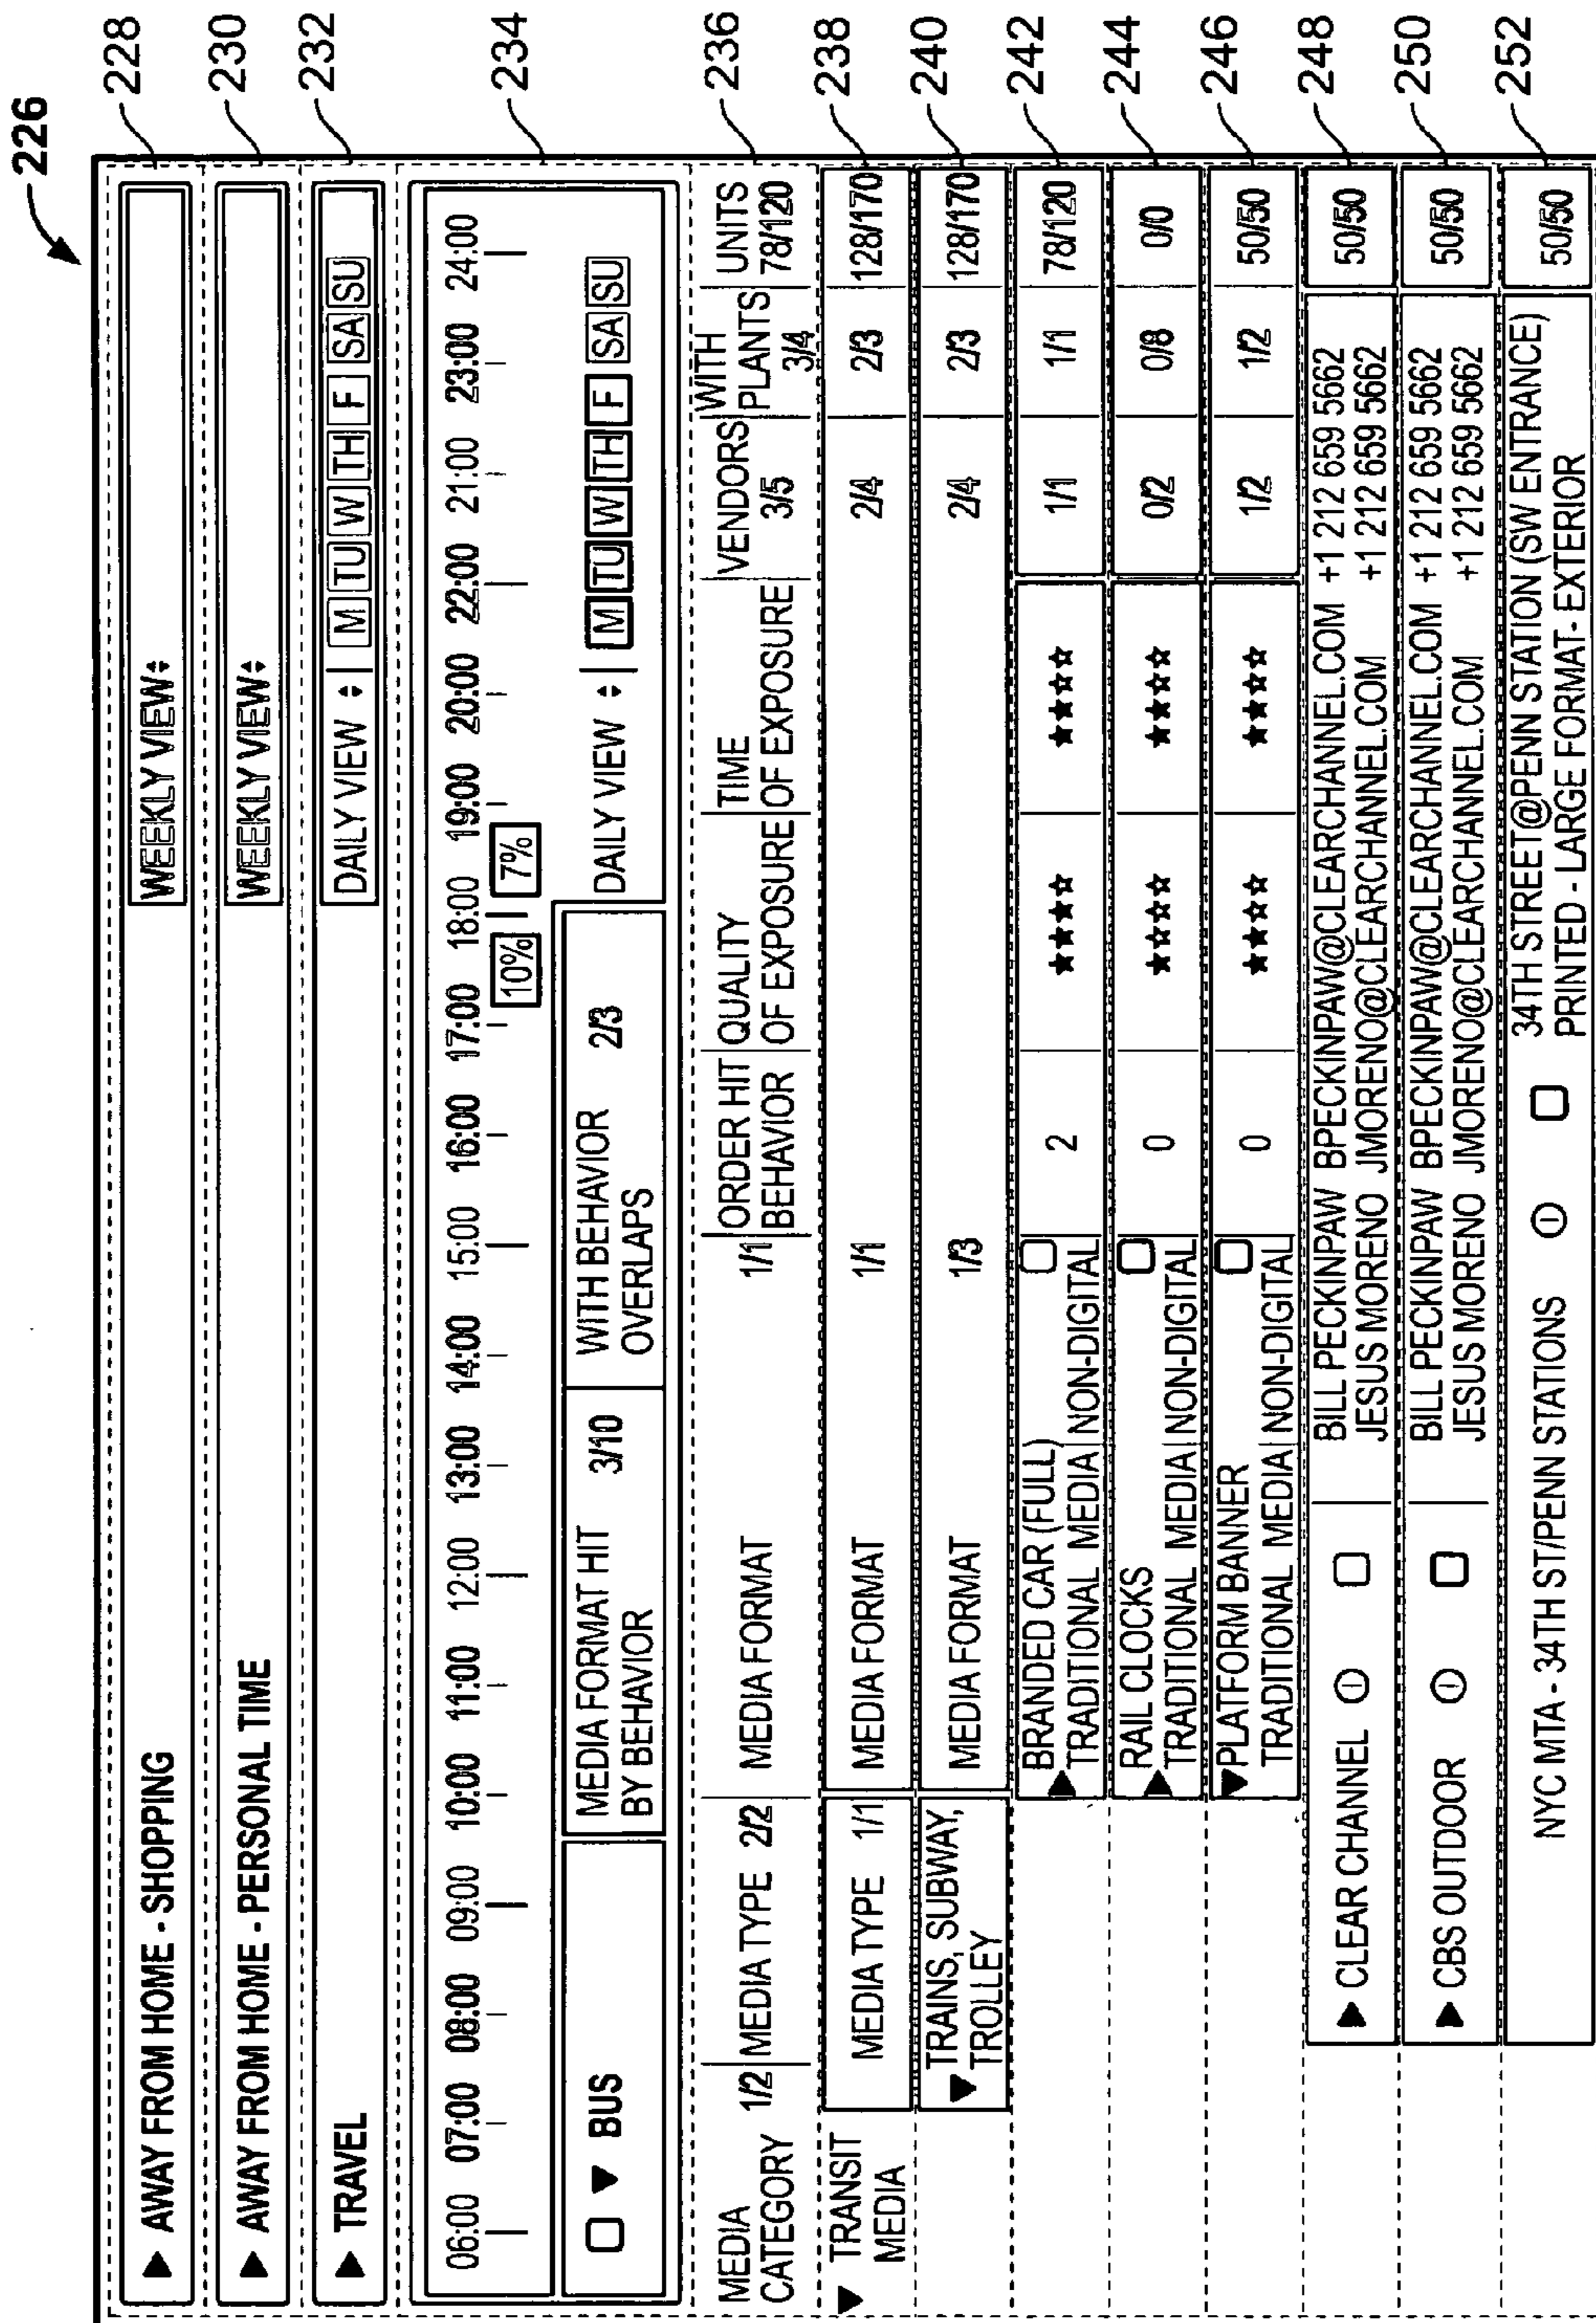 226
▶ AWAY FROM HOME - SHOPPING WEEKLY VIEW 228
▶ AWAY FROM HOME - PERSONAL TIME WEEKLY VIEW 230
▶ TRAVEL DAILY VIEW | M TU W TH F SA SU 232
06:00 07:00 08:00 09:00 10:00 11:00 12:00 13:00 14:00 15:00 16:00 17:00 18:00 19:00 20:00 22:00 21:00 23:00 24:00 234
10% 7%
▼ BUS MEDIA FORMAT HIT 3/10 WITH BEHAVIOR 2/3 DAILY VIEW | M TU W TH F SA SU
BY BEHAVIOR OVERLAPS
MEDIA 1/2 MEDIA TYPE 2/2 MEDIA FORMAT 1/1 ORDER HIT QUALITY TIME VENDORS WITH UNITS 236
CATEGORY BEHAVIOR OF EXPOSURE OF EXPOSURE 3/5 PLANTS 78/120
3/4
▼ TRANSIT MEDIA TYPE 1/1 MEDIA FORMAT 1/1 2/4 2/3 128/170 238
MEDIA
▼ TRAINS, SUBWAY, MEDIA FORMAT 1/3 2/4 2/3 128/170 240
TROLLEY
BRANDED CAR (FULL) 2 ★★★☆ ★★☆☆ 1/1 1/1 78/120 242
TRADITIONAL MEDIA | NON-DIGITAL
RAIL CLOCKS 0 ★☆☆☆ ★★☆☆ 0/2 0/8 0/0 244
TRADITIONAL MEDIA | NON-DIGITAL
▼ PLATFORM BANNER 0 ★★☆☆ ★★☆☆ 1/2 1/2 50/50 246
TRADITIONAL MEDIA | NON-DIGITAL
▶ CLEAR CHANNEL BILL PECKINPAW BPECKINPAW@CLEARCHANNEL.COM +1 212 659 5662 50/50 248
JESUS MORENO JMORENO@CLEARCHANNEL.COM +1 212 659 5662
▶ CBS OUTDOOR BILL PECKINPAW BPECKINPAW@CLEARCHANNEL.COM +1 212 659 5662 50/50 250
JESUS MORENO JMORENO@CLEARCHANNEL.COM +1 212 659 5662
NYC MTA - 34TH ST/PENN STATIONS 34TH STREET@PENN STATION (SW ENTRANCE) 50/50 252
PRINTED - LARGE FORMAT- EXTERIOR